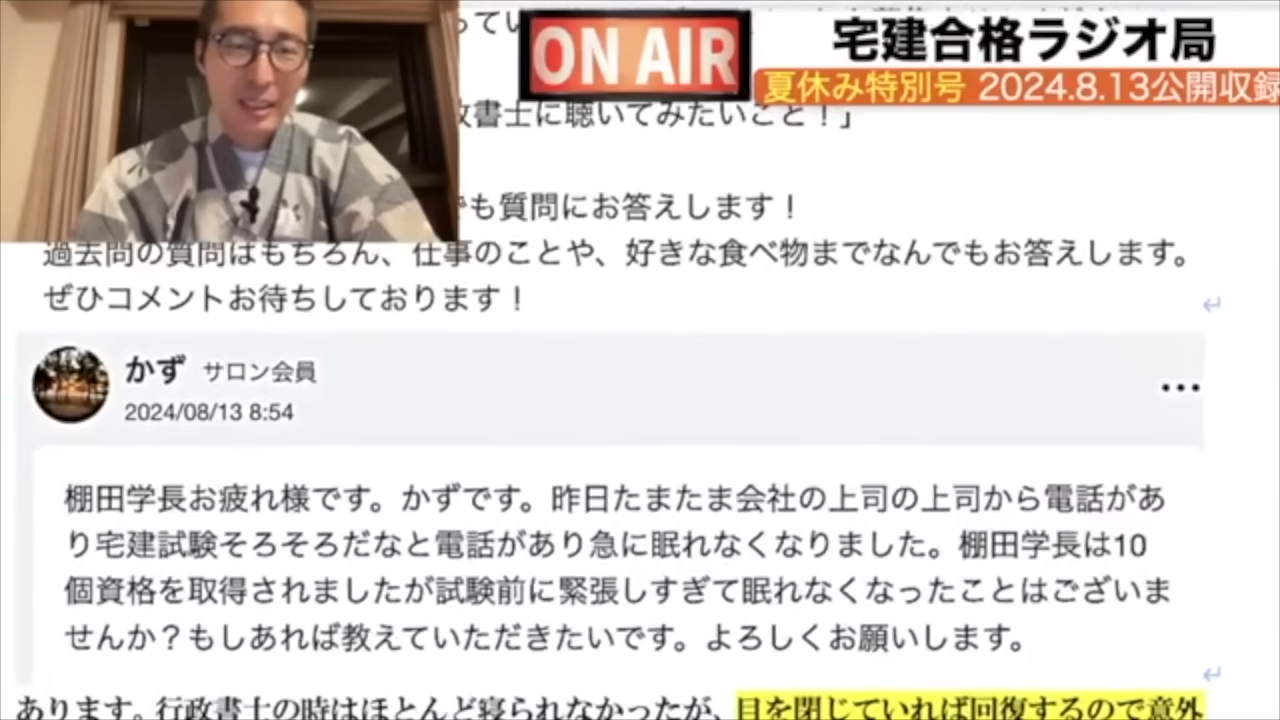 ってい
ON AIR
宅建合格ラジオ局
夏休み特別号 2024.8.13公開収録
書士に聴いてみたいこと！」
でも質問にお答えします！
過去問の質問はもちろん、仕事のことや、好きな食べ物までなんでもお答えします。
ぜひコメントお待ちしております！
かず サロン会員
2024/08/13 8:54
棚田学長お疲れ様です。かずです。昨日たまたま会社の上司の上司から電話があ
り宅建試験そろそろだなと電話があり急に眠れなくなりました。棚田学長は10
個資格を取得されましたが試験前に緊張しすぎて眠れなくなったことはございま
せんか？もしあれば教えていただきたいです。よろしくお願いします。
あります。行政書士の時はほとんど寝られなかったが、目を閉じていれば回復するので意外